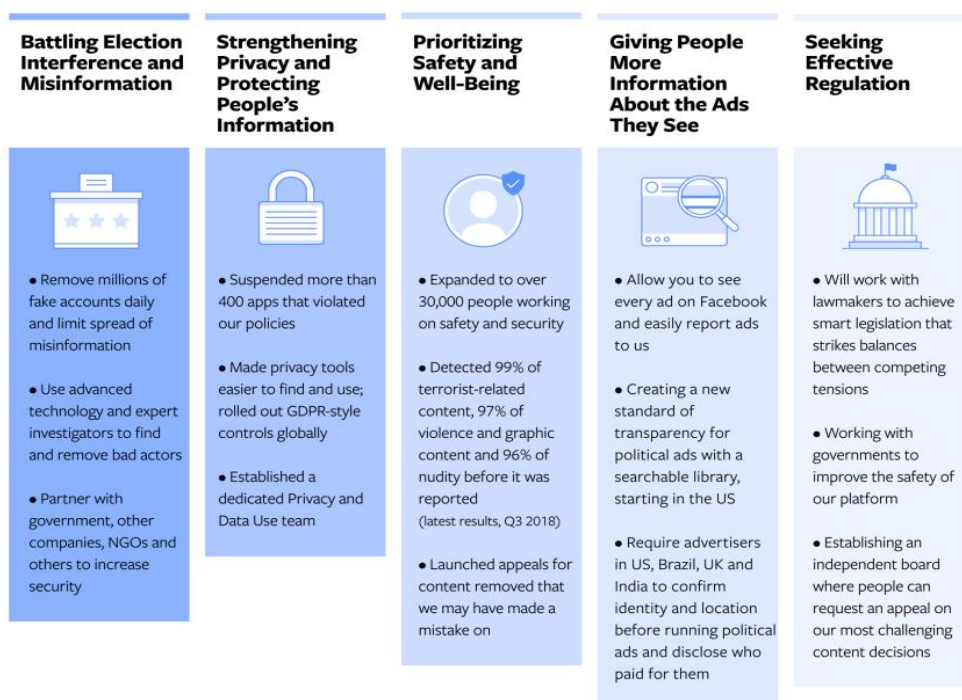 Battling Election
Interference and
Misinformation
Strengthening
Privacy and
Protecting
People's
Information
Prioritizing
Safety and
Well-Being
Giving People
More
Information
About the Ads
They See
Seeking
Effective
Regulation
• Remove millions of
fake accounts daily
and limit spread of
misinformation
• Use advanced
technology and expert
investigators to find
and remove bad actors
• Partner with
government, other
companies, NGOs and
others to increase
security
• Suspended more than
400 apps that violated
our policies
• Made privacy tools
easier to find and use;
rolled out GDPR-style
controls globally
• Established a
dedicated Privacy and
Data Use team
• Expanded to over
30,000 people working
on safety and security
• Detected 99% of
terrorist-related
content, 97% of
violence and graphic
content and 96% of
nudity before it was
reported
(latest results, Q3 2018)
• Launched appeals for
content removed that
we may have made a
mistake on
• Allow you to see
every ad on Facebook
and easily report ads
to us
• Creating a new
standard of
transparency for
political ads with a
searchable library,
starting in the US
• Require advertisers
in US, Brazil, UK and
India to confirm
identity and location
before running political
ads and disclose who
paid for them
• Will work with
lawmakers to achieve
smart legislation that
strikes balances
between competing
tensions
• Working with
governments to
improve the safety of
our platform
• Establishing an
independent board
where people can
request an appeal on
our most challenging
content decisions